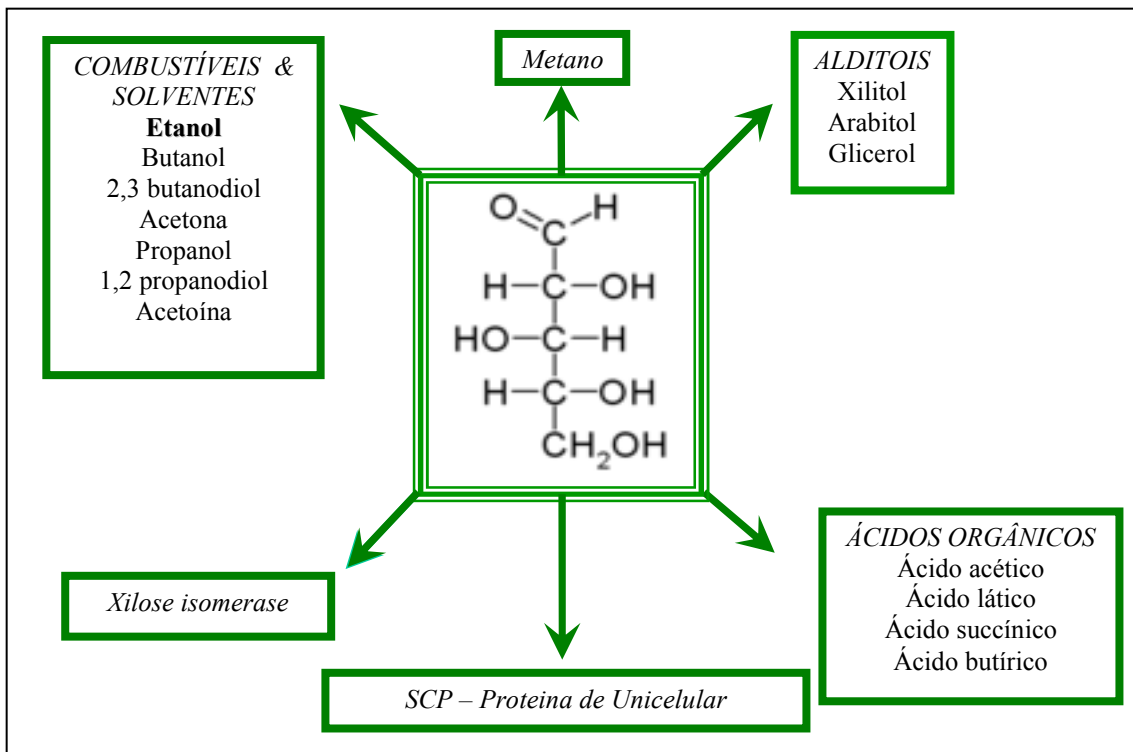 COMBUSTÍVEIS &
SOLVENTES
Etanol
Butanol
2,3 butanodiol
Acetona
Propanol
1,2 propanodiol
Acetoína
Metano
ALDITOIS
Xilitol
Arabitol
Glicerol
O H
C
H–C–OH
HO–C–H
H–C–OH
CH₂OH
Xilose isomerase
SCP – Proteina de Unicelular
ÁCIDOS ORGÂNICOS
Ácido acético
Ácido lático
Ácido succínico
Ácido butírico